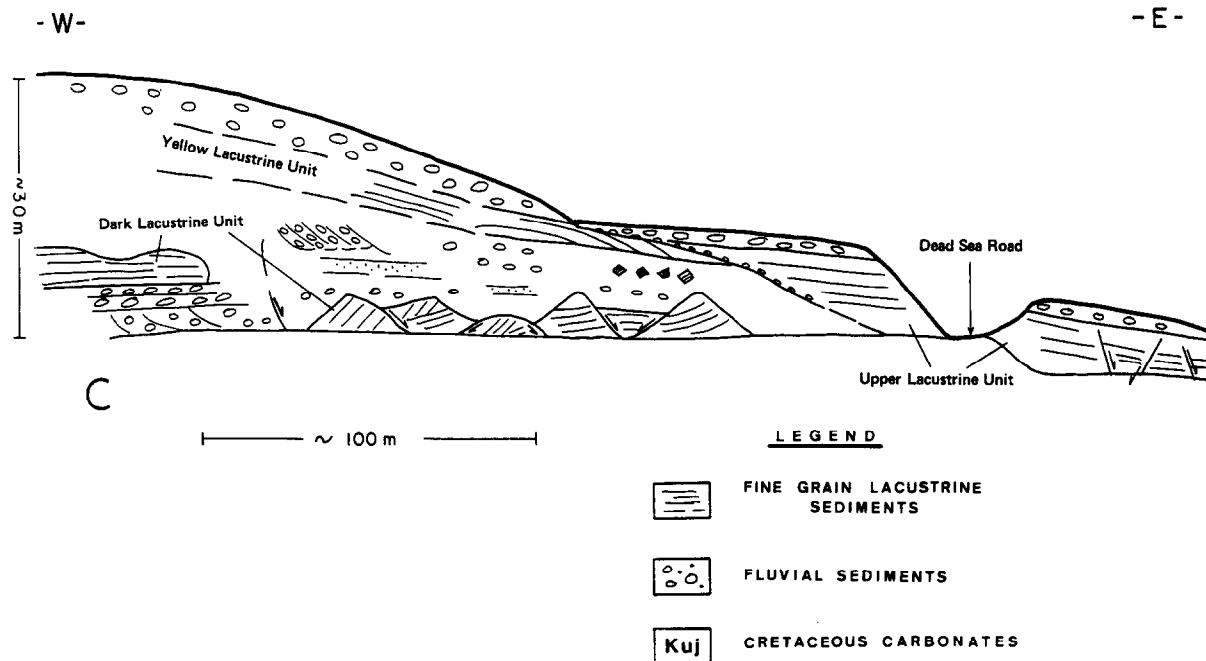 - W -
- E -
~30m
Yellow Lacustrine Unit
Dark Lacustrine Unit
Dead Sea Road
Upper Lacustrine Unit
C
~ 100 m
LEGEND
FINE GRAIN LACUSTRINE
SEDIMENTS
FLUVIAL SEDIMENTS
Kuj CRETACEOUS CARBONATES